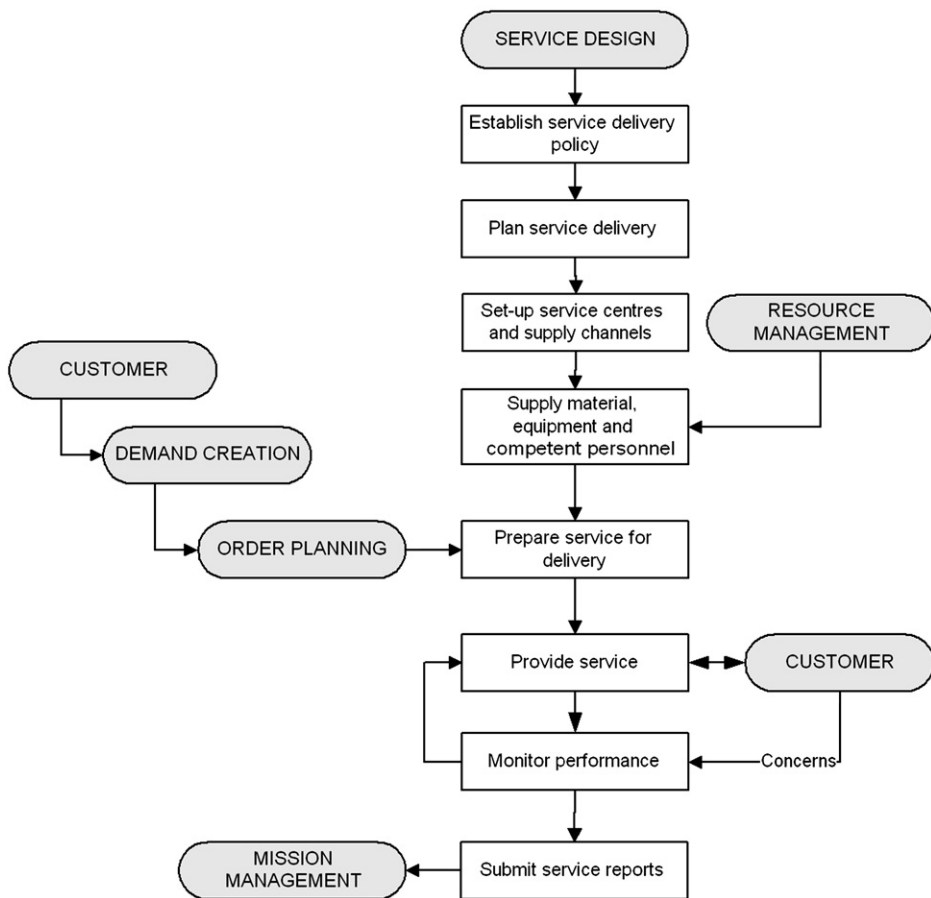 SERVICE DESIGN
Establish service delivery
policy
Plan service delivery
Set-up service centres
and supply channels
RESOURCE
MANAGEMENT
CUSTOMER
Supply material,
equipment and
competent personnel
DEMAND CREATION
ORDER PLANNING
Prepare service for
delivery
Provide service
CUSTOMER
Monitor performance
Concerns
MISSION
MANAGEMENT
Submit service reports